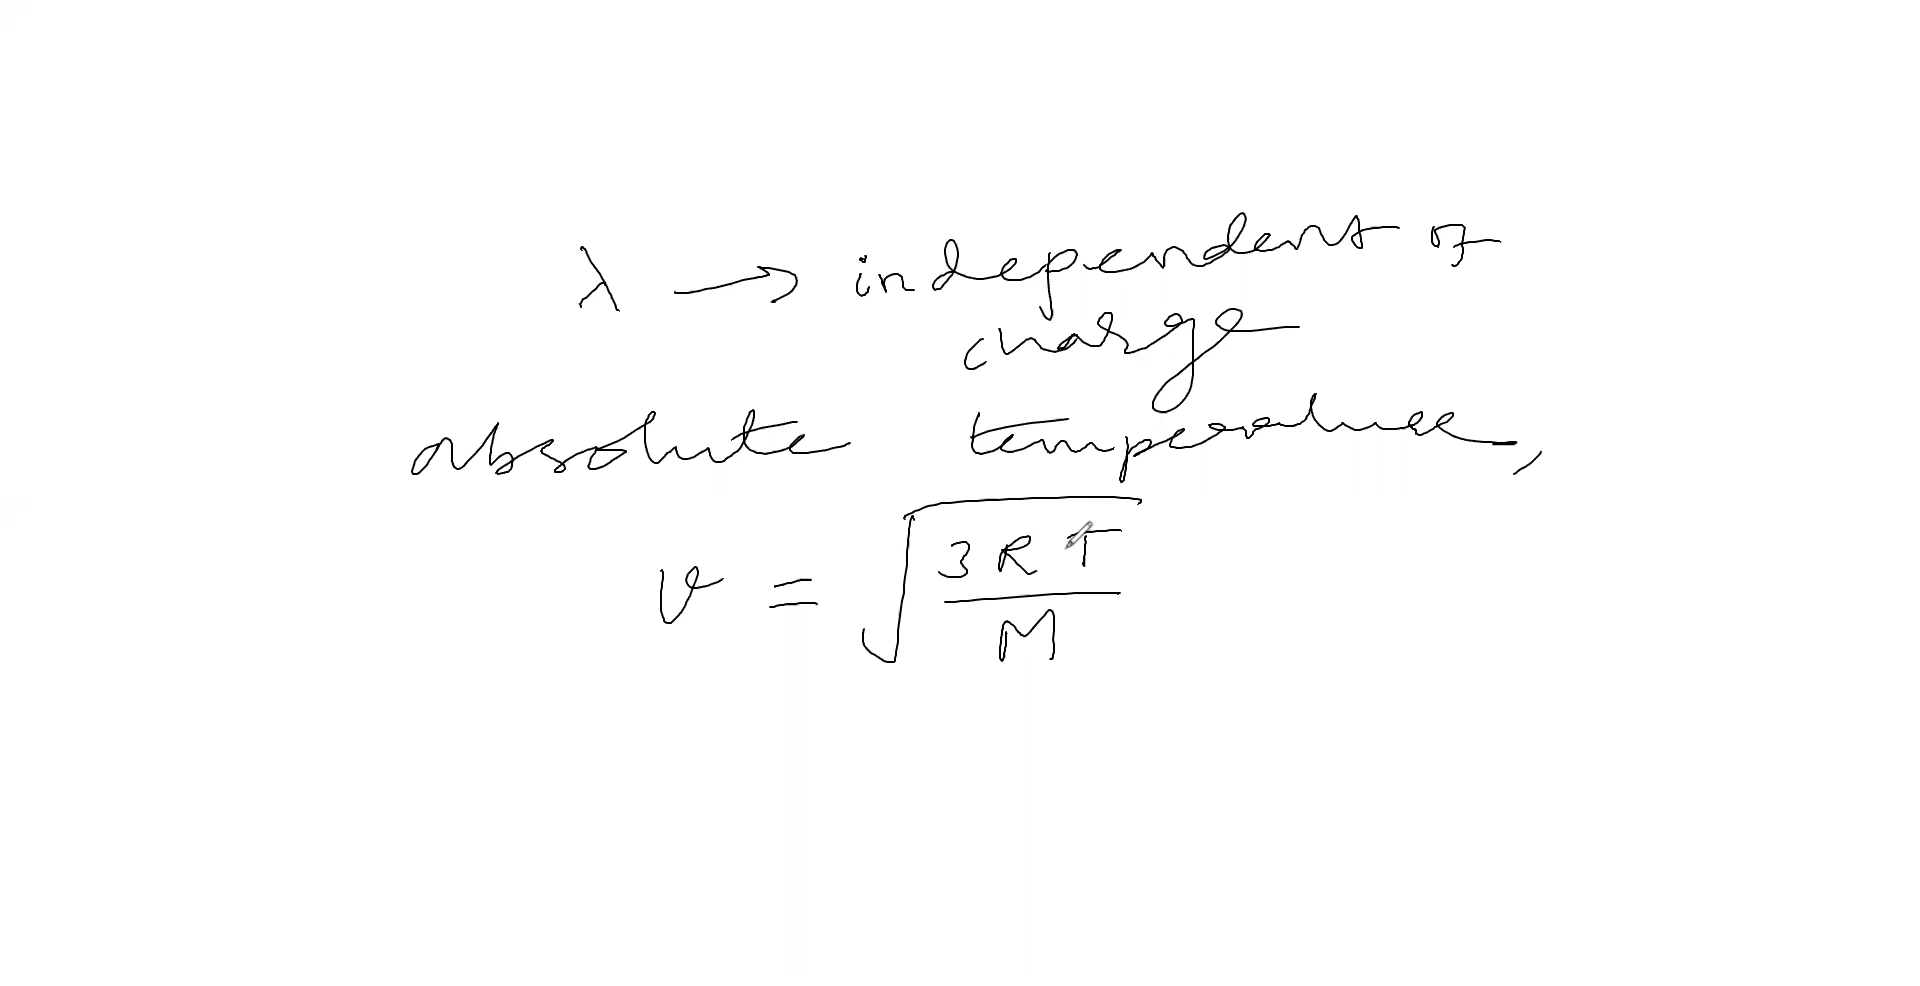 λ → independent of
charge
absolute temperature,
v = √(3RT/M)